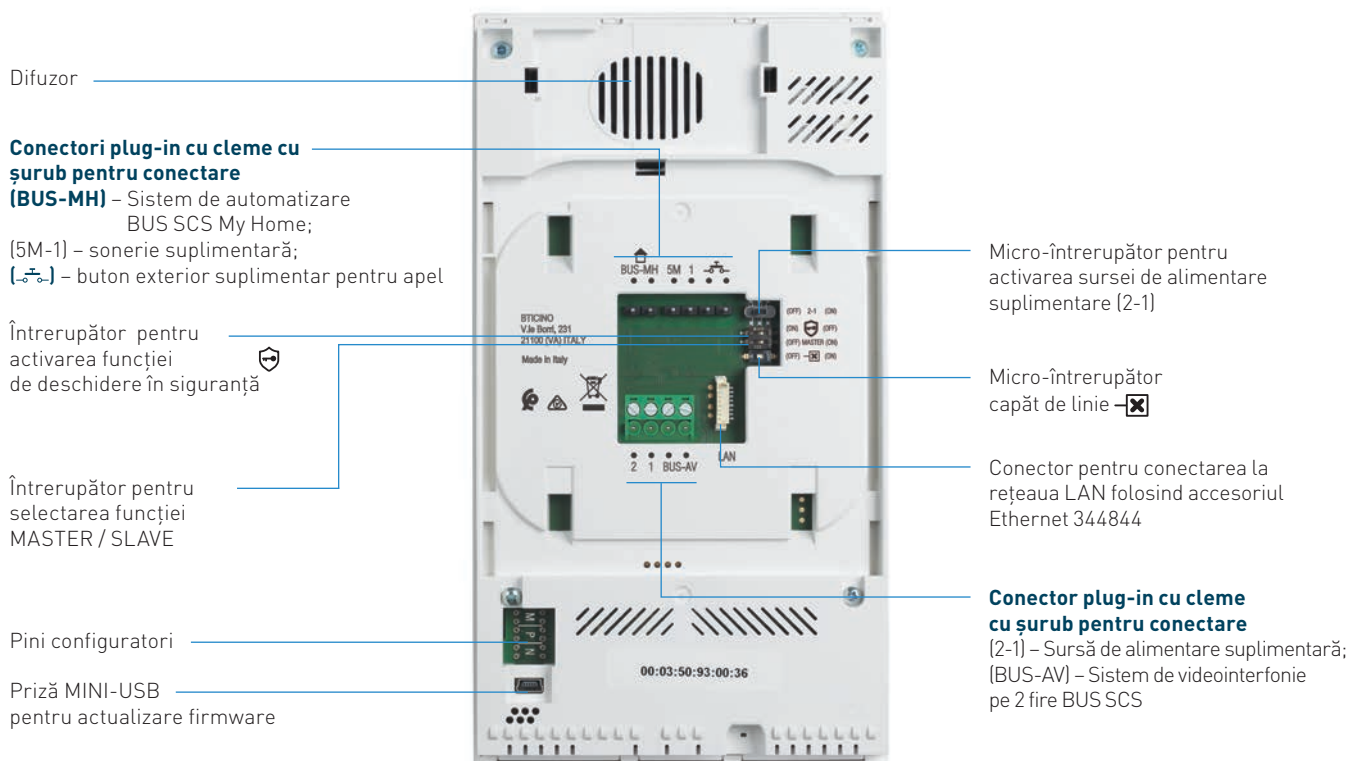 Difuzor
Conectori plug-in cu cleme cu
șurub pentru conectare
(BUS-MH) – Sistem de automatizare
BUS SCS My Home;
(5M-1) – sonerie suplimentară;
( ) – buton exterior suplimentar pentru apel
Întrerupător pentru
activarea funcției
de deschidere în siguranță
Întrerupător pentru
selectarea funcției
MASTER / SLAVE
Pini configuratori
Priză MINI-USB
pentru actualizare firmware
BUS-MH 5M 1
BTICINO
V.le Borri, 231
21100 (VA) ITALY
Made in Italy
(OFF) 2-1 (ON)
(ON) (OFF)
(OFF) MASTER (ON)
(OFF) (ON)
2 1 BUS-AV
LAN
M P N
00:03:50:93:00:36
Micro-întrerupător pentru
activarea sursei de alimentare
suplimentare (2-1)
Micro-întrerupător
capăt de linie
Conector pentru conectarea la
rețeaua LAN folosind accesoriul
Ethernet 344844
Conector plug-in cu cleme
cu șurub pentru conectare
(2-1) – Sursă de alimentare suplimentară;
(BUS-AV) – Sistem de videointerfonie
pe 2 fire BUS SCS